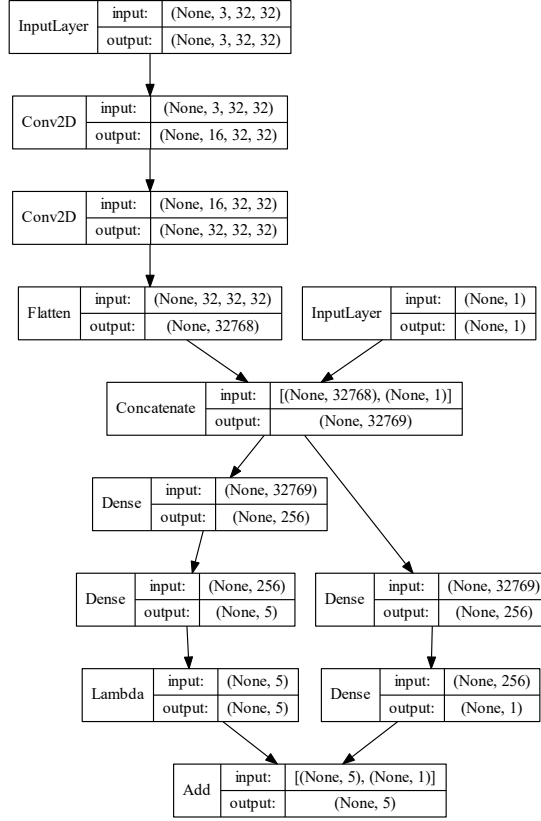 InputLayer
input: (None, 3, 32, 32)
output: (None, 3, 32, 32)
Conv2D
input: (None, 3, 32, 32)
output: (None, 16, 32, 32)
Conv2D
input: (None, 16, 32, 32)
output: (None, 32, 32, 32)
Flatten
input: (None, 32, 32, 32)
output: (None, 32768)
InputLayer
input: (None, 1)
output: (None, 1)
Concatenate
input: [(None, 32768), (None, 1)]
output: (None, 32769)
Dense
input: (None, 32769)
output: (None, 256)
Dense
input: (None, 256)
output: (None, 5)
Dense
input: (None, 32769)
output: (None, 256)
Lambda
input: (None, 5)
output: (None, 5)
Dense
input: (None, 256)
output: (None, 1)
Add
input: [(None, 5), (None, 1)]
output: (None, 5)